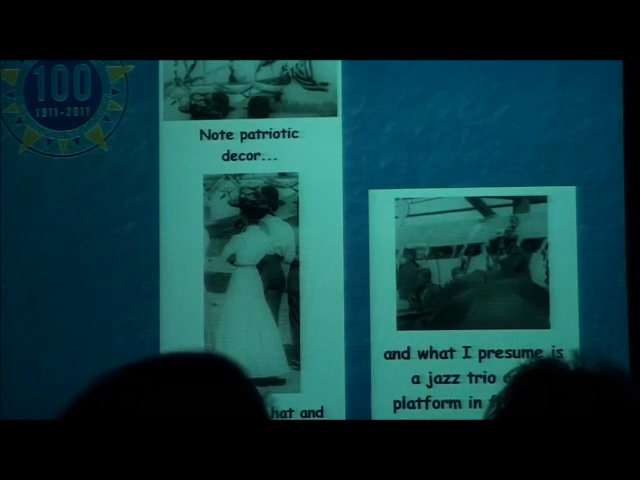 100
1911-2011
Note patriotic
decor...
hat and
and what I presume is
a jazz trio
platform in